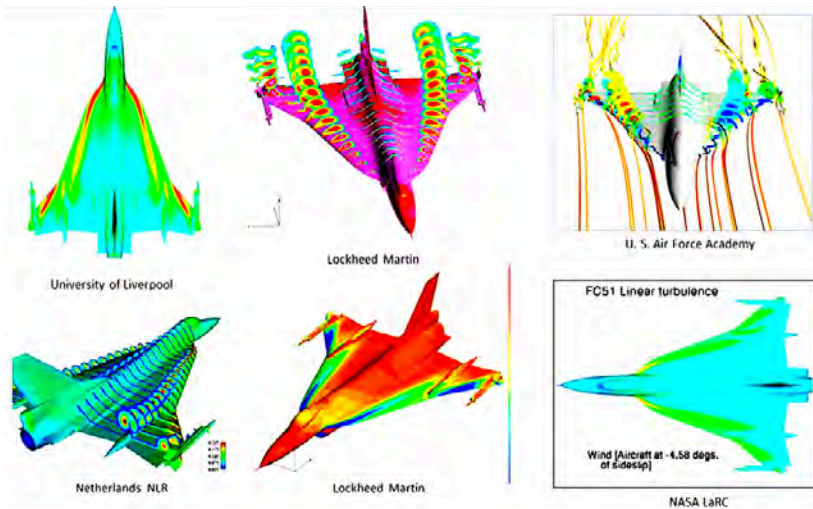 University of Liverpool
Lockheed Martin
U. S. Air Force Academy
Netherlands NLR
Lockheed Martin
FC51 Linear turbulence
Wind [Aircraft at -4.58 degs.
of sideslip]
NASA LaRC